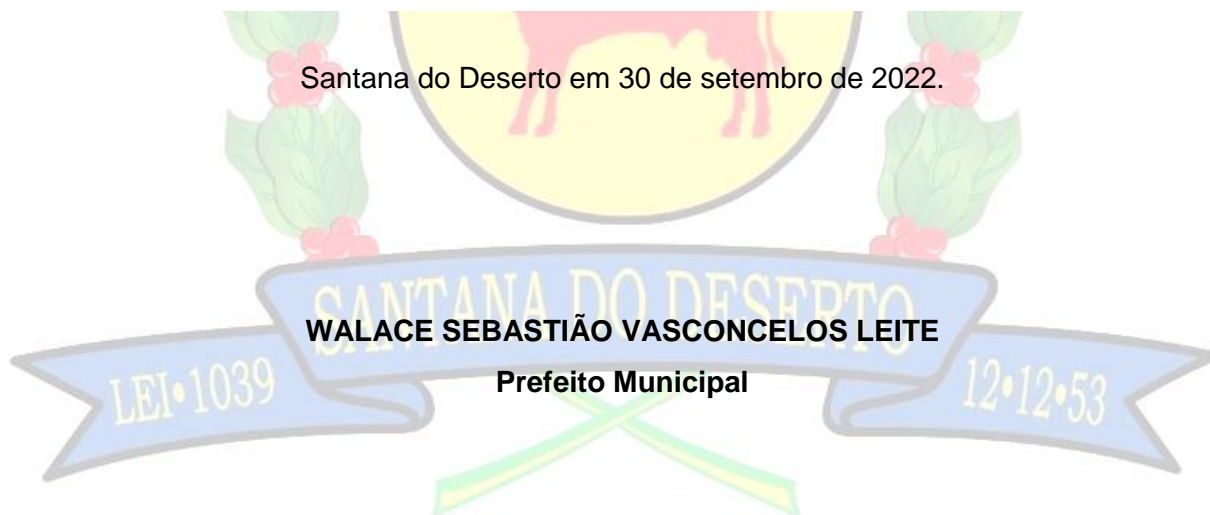 Santana do Deserto em 30 de setembro de 2022.
SANTANA DO DESERTO
WALACE SEBASTIÃO VASCONCELOS LEITE
Prefeito Municipal
LEI•1039
12•12•53